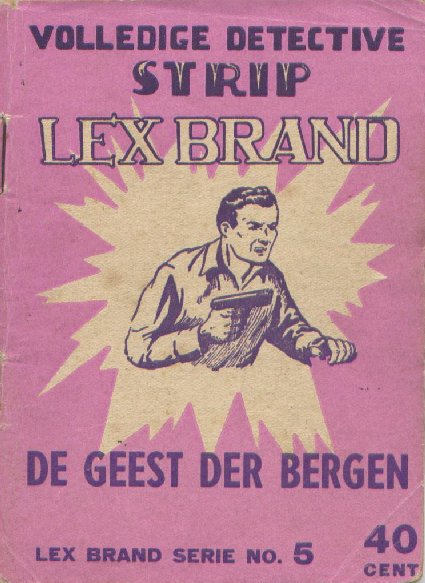 VOLLEDIGE DETECTIVE
STRIP
LEX BRAND
DE GEEST DER BERGEN
LEX BRAND SERIE NO. 5
40
CENT